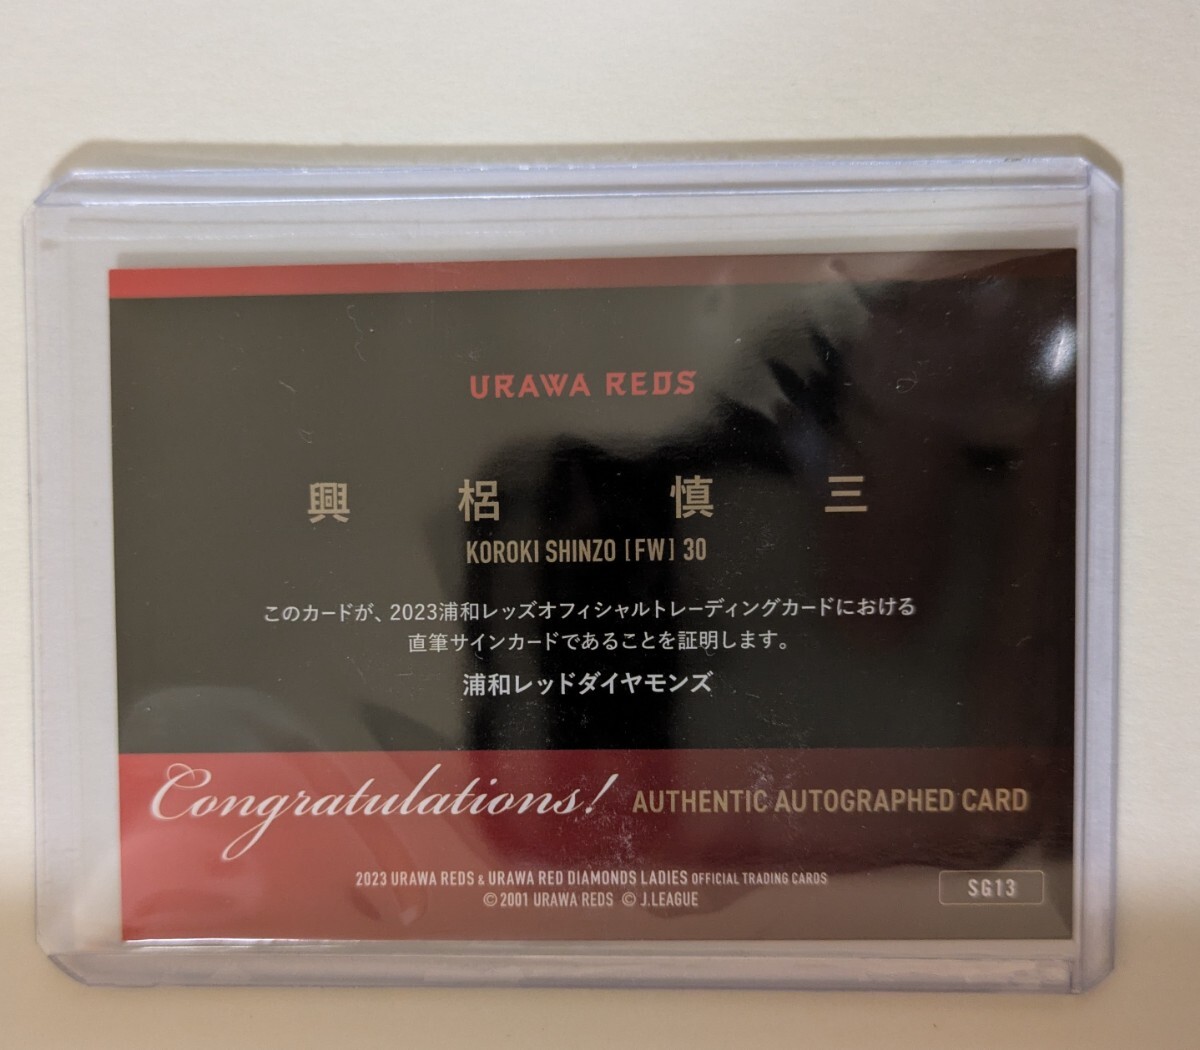 URAWA REDS
興梠 慎三
KOROKI SHINZO [FW] 30
このカードが、2023浦和レッズオフィシャルトレーディングカードにおける
直筆サインカードであることを証明します。
浦和レッドダイヤモンズ
Congratulations! AUTHENTIC AUTOGRAPHED CARD
2023 URAWA REDS & URAWA RED DIAMONDS LADIES OFFICIAL TRADING CARDS
©2001 URAWA REDS © J.LEAGUE
SG13